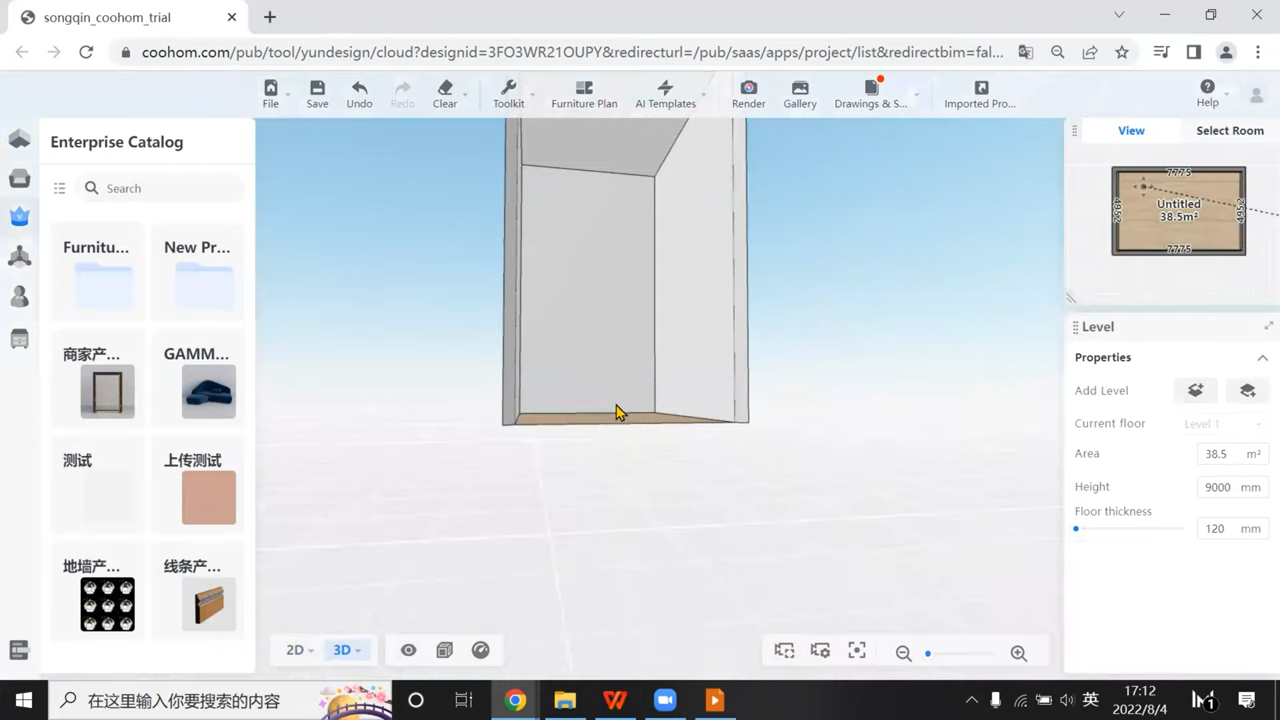 songqin_coohom_trial
coohom.com/pub/tool/yundesign/cloud?designid=3FO3WR21OUPY&redirecturl=/pub/saas/apps/project/list&redirectbim=fal...
File
Save
Undo
Redo
Clear
Toolkit
Furniture Plan
AI Templates
Render
Gallery
Drawings & S...
Imported Pro...
Help
Enterprise Catalog
Search
Furnitu...
New Pr...
商家产...
GAMM...
测试
上传测试
地墙产...
线条产...
2D
3D
View
Select Room
7775
4952
Untitled
38.5m²
4952
7775
Level
Properties
Add Level
Current floor
Level 1
Area
38.5 m²
Height
9000 mm
Floor thickness
120 mm
在这里输入你要搜索的内容
英
17:12
2022/8/4
1